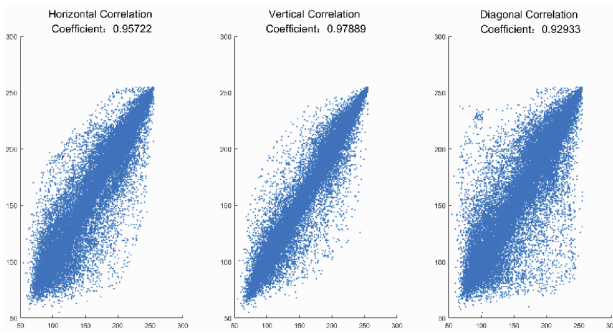 Horizontal Correlation
Coefficient: 0.95722
300
250
200
150
100
50
50 100 150 200 250 300
Vertical Correlation
Coefficient: 0.97889
300
250
200
150
100
50
50 100 150 200 250 300
Diagonal Correlation
Coefficient: 0.92933
300
250
200
150
100
50
50 100 150 200 250 300